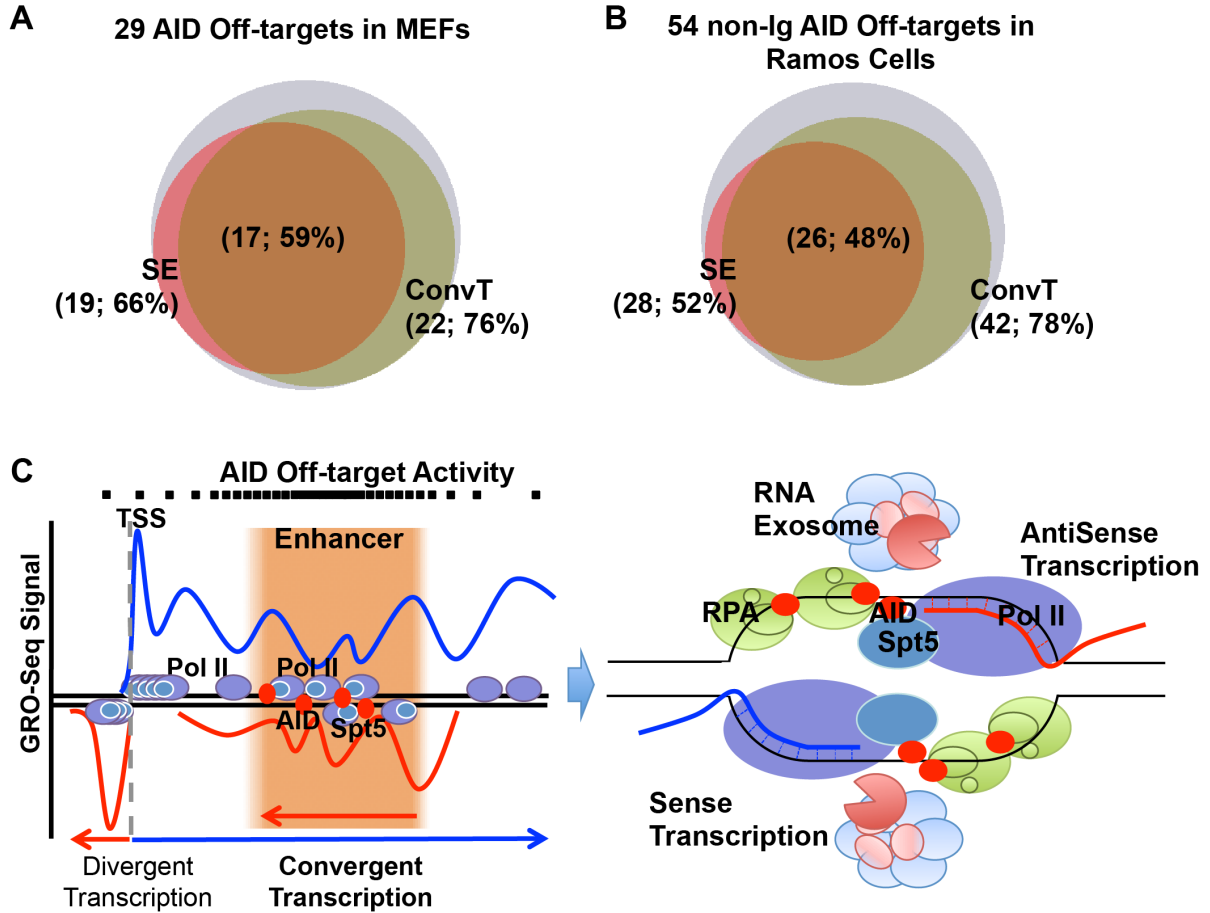 A
29 AID Off-targets in MEFs
(17; 59%)
SE
(19; 66%)
ConvT
(22; 76%)
B
54 non-Ig AID Off-targets in
Ramos Cells
(26; 48%)
SE
(28; 52%)
ConvT
(42; 78%)
C
AID Off-target Activity
TSS
Enhancer
GRO-Seq Signal
Pol II
Pol II
AID
Spt5
Divergent
Transcription
Convergent
Transcription
RNA
Exosome
AntiSense
Transcription
RPA
AID
Pol II
Spt5
Sense
Transcription